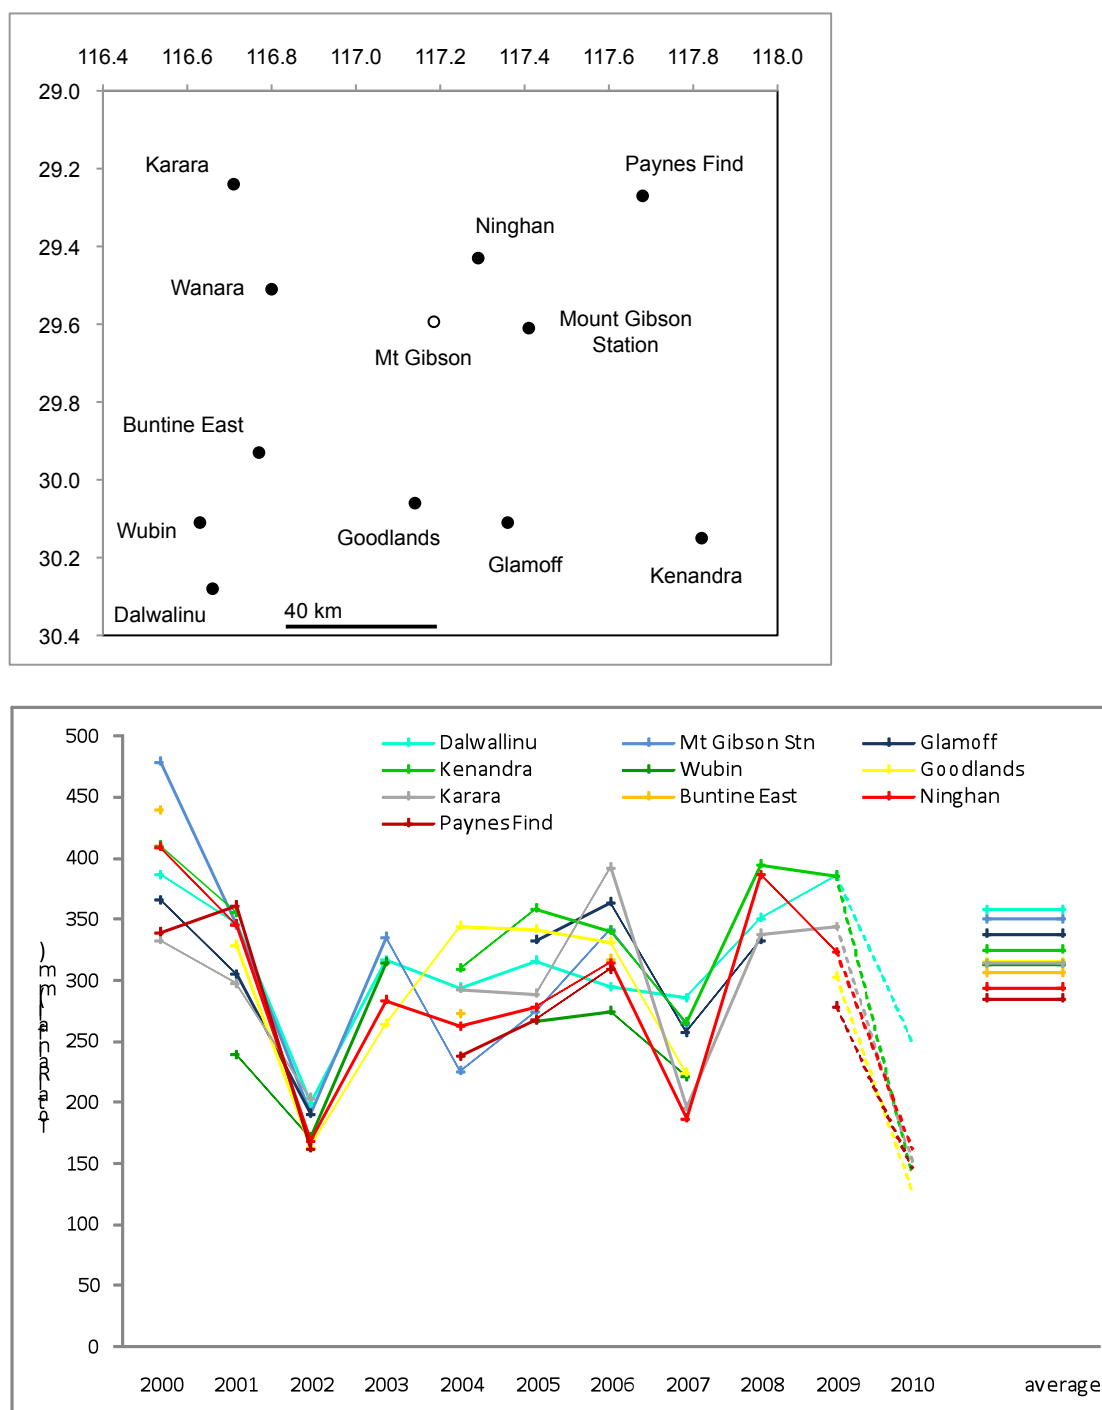 116.4 116.6 116.8 117.0 117.2 117.4 117.6 117.8 118.0
29.0
29.2
29.4
29.6
29.8
30.0
30.2
30.4
Karara
Paynes Find
Ninghan
Wanara
Mount Gibson
Station
Mt Gibson
Buntine East
Wubin
Goodlands
Glamoff
Kenandra
Dalwalinu
40 km
500
450
400
350
300
250
200
150
100
50
0
Total Rainfall (mm)
Dalwallinu Mt Gibson Stn Glamoff
Kenandra Wubin Goodlands
Karara Buntine East Ninghan
Paynes Find
2000 2001 2002 2003 2004 2005 2006 2007 2008 2009 2010 average